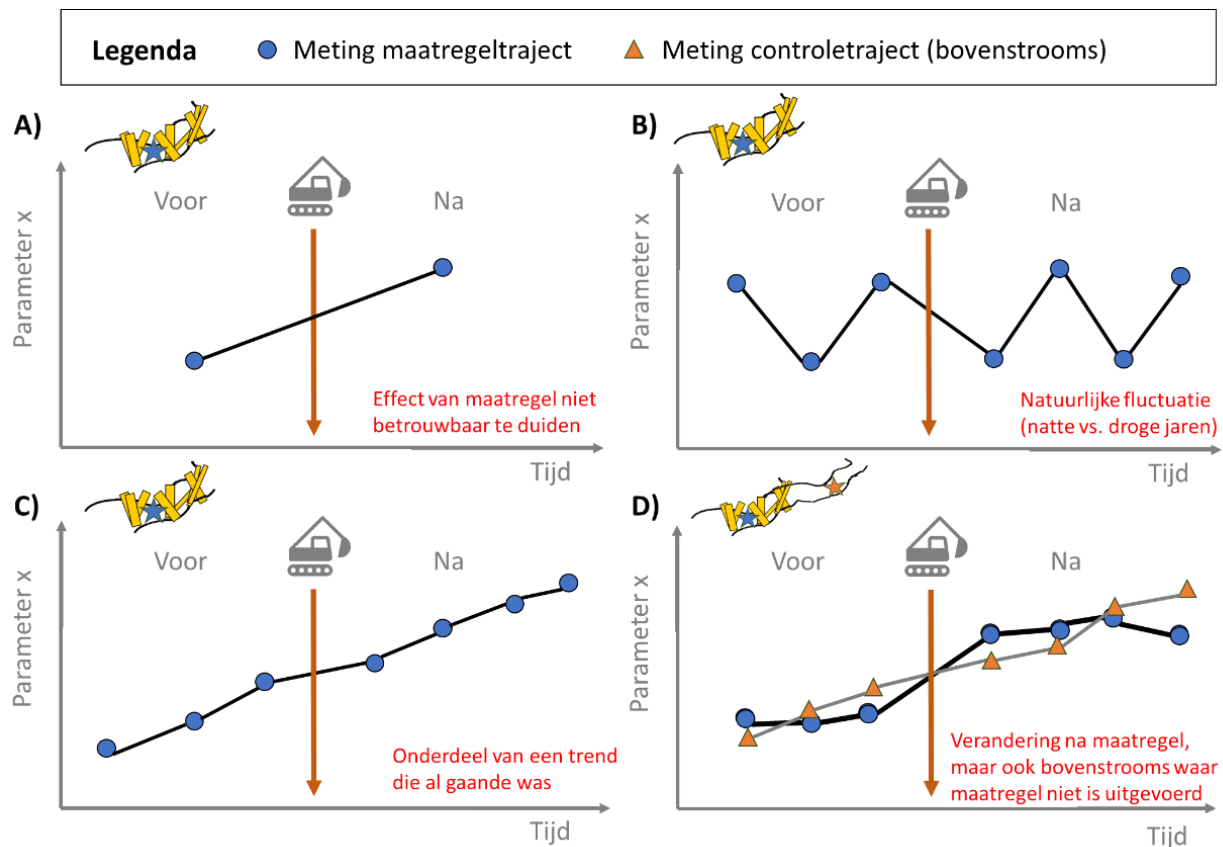 Legenda
Meting maatregeltraject
Meting controletraject (bovenstrooms)
A)
Voor
Na
Parameter x
Effect van maatregel niet
betrouwbaar te duiden
Tijd
B)
Voor
Na
Parameter x
Natuurlijke fluctuatie
(natte vs. droge jaren)
Tijd
C)
Voor
Na
Parameter x
Onderdeel van een trend
die al gaande was
Tijd
D)
Voor
Na
Parameter x
Verandering na maatregel,
maar ook bovenstrooms waar
maatregel niet is uitgevoerd
Tijd